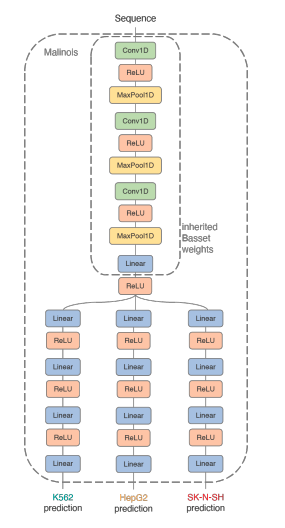 Sequence
Malinois
Conv1D
ReLU
MaxPool1D
Conv1D
ReLU
MaxPool1D
Conv1D
ReLU
MaxPool1D
inherited
Basset
weights
Linear
ReLU
Linear Linear Linear
ReLU ReLU ReLU
Linear Linear Linear
ReLU ReLU ReLU
Linear Linear Linear
ReLU ReLU ReLU
Linear Linear Linear
K562 HepG2 SK-N-SH
prediction prediction prediction